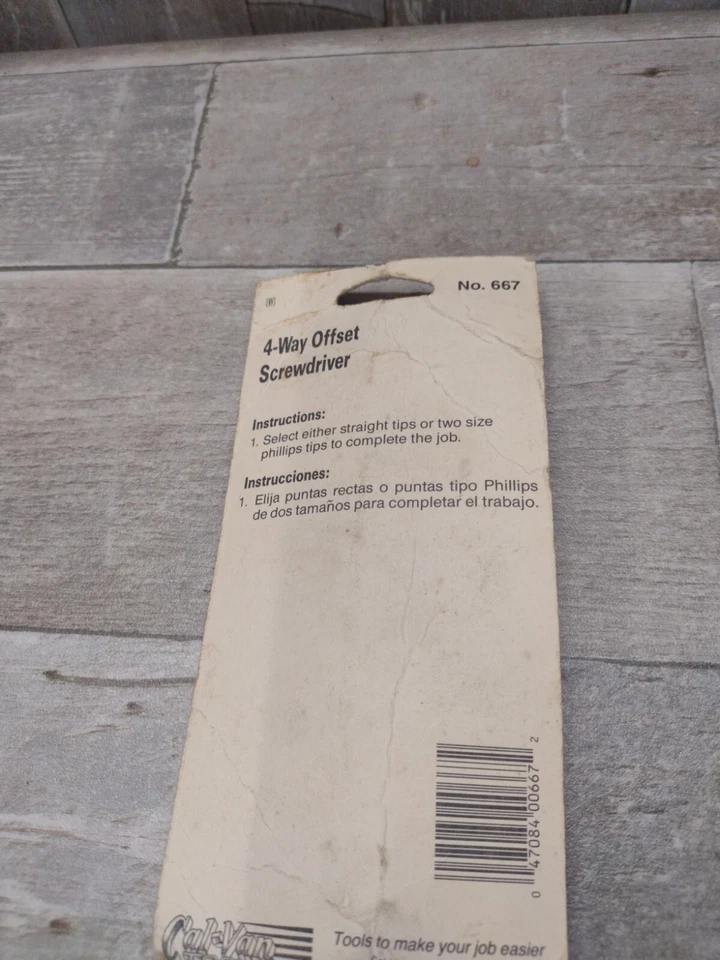 [W]
No. 667
4-Way Offset
Screwdriver
Instructions:
1. Select either straight tips or two size
phillips tips to complete the job.
Instrucciones:
1. Elija puntas rectas o puntas tipo Phillips
de dos tamaños para completar el trabajo.
0 47084 00667 2
Cal-Van
Tools to make your job easier